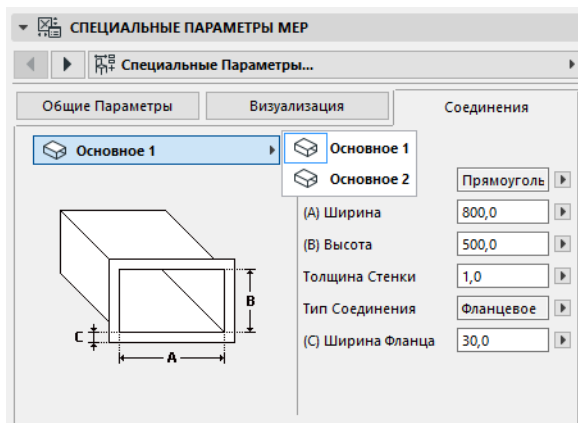 СПЕЦИАЛЬНЫЕ ПАРАМЕТРЫ МЕР
Специальные Параметры...
Общие Параметры
Визуализация
Соединения
Основное 1
Основное 1
Основное 2
Прямоуголь
(A) Ширина 800,0
(B) Высота 500,0
Толщина Стенки 1,0
Тип Соединения Фланцевое
(C) Ширина Фланца 30,0
B
C
A